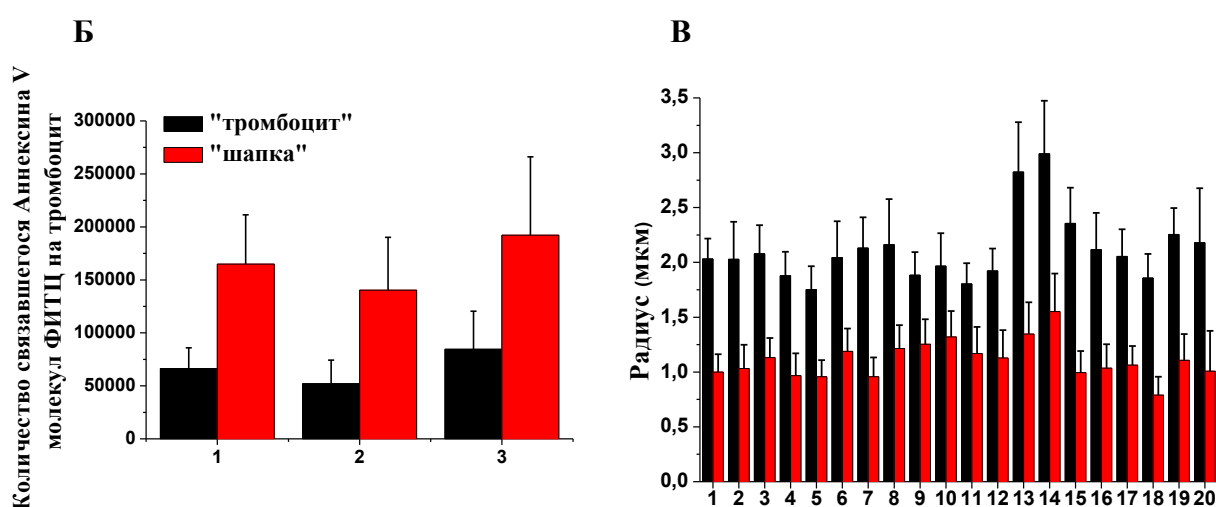 Б
Количество связавшегося Аннексина V
молекул ФИТЦ на тромбоцит
300000
250000
200000
150000
100000
50000
0
"тромбоцит"
"шапка"
1 2 3
В
Радиус (мкм)
3,5
3,0
2,5
2,0
1,5
1,0
0,5
0,0
1 2 3 4 5 6 7 8 9 10 11 12 13 14 15 16 17 18 19 20